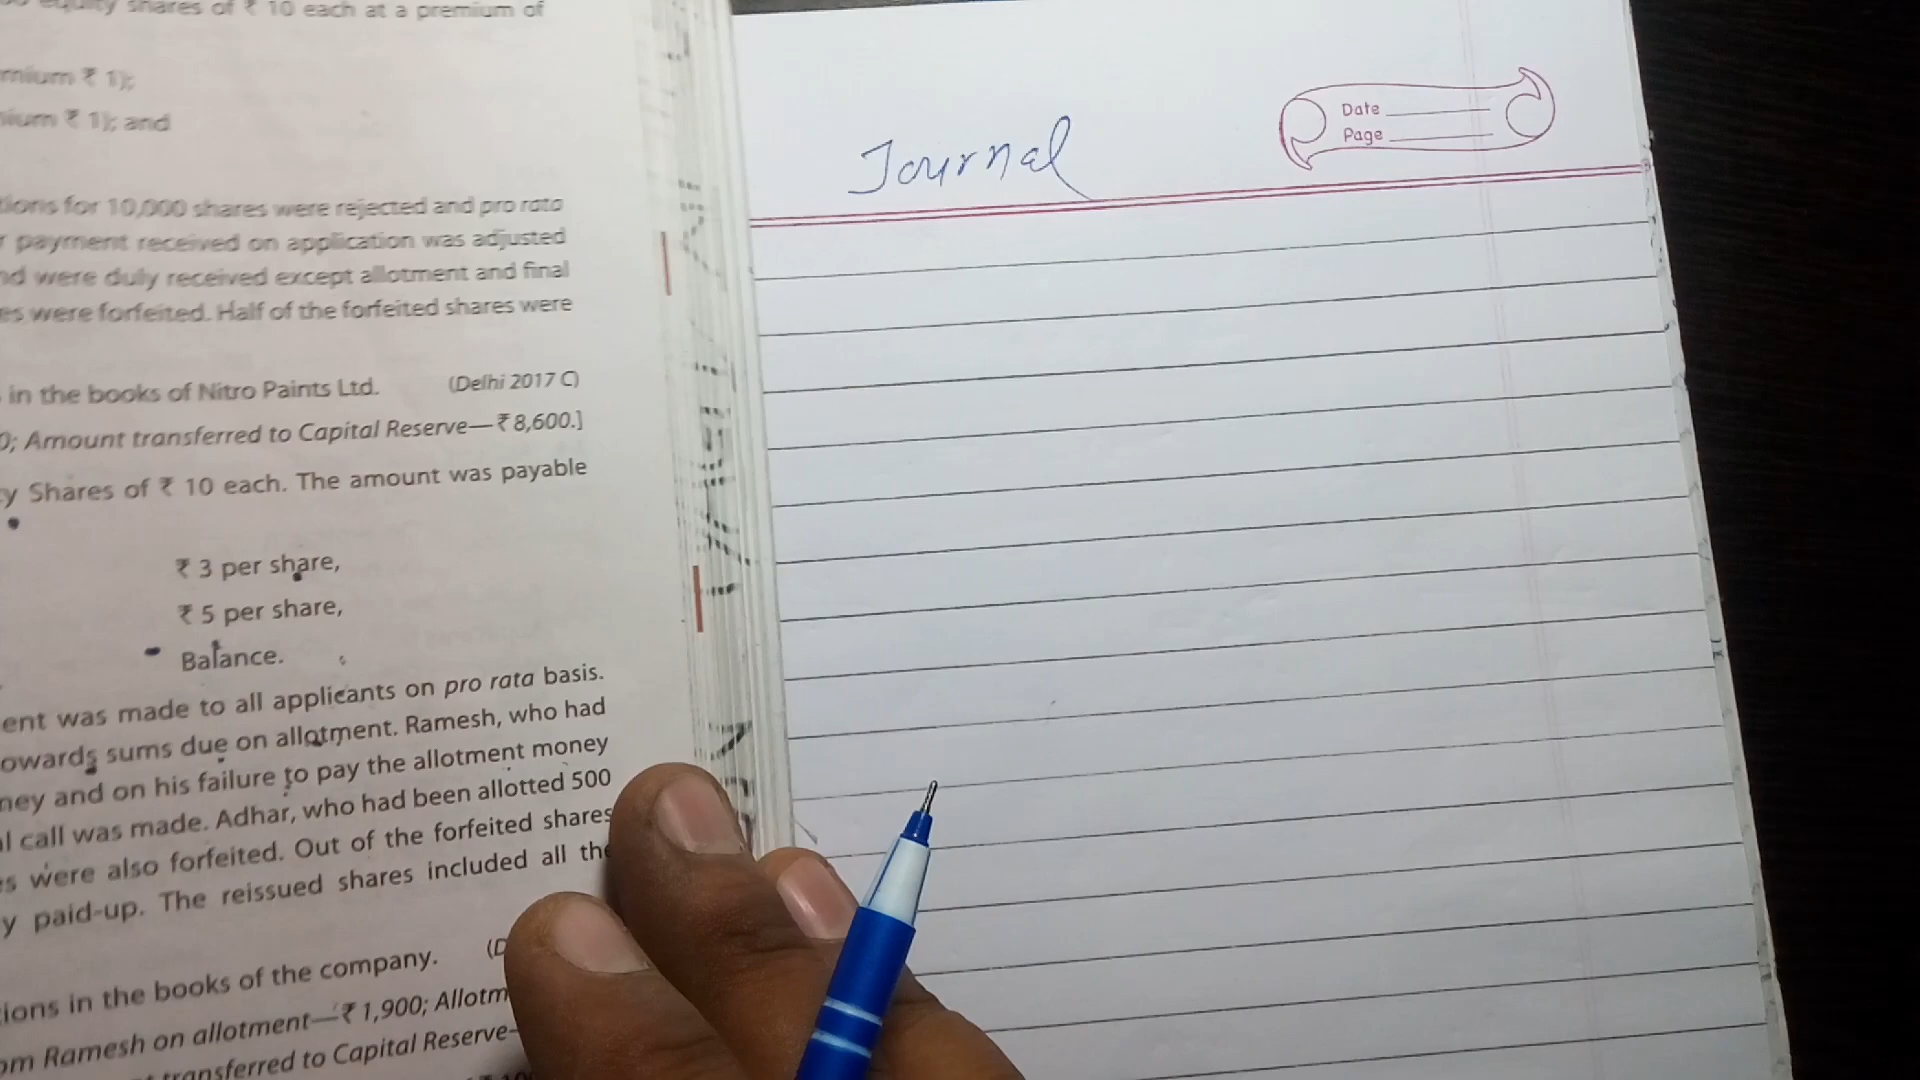 equity shares of ₹ 10 each at a premium of
mium ₹ 1);
ium ₹ 1); and
tions for 10,000 shares were rejected and pro rata
r payment received on application was adjusted
nd were duly received except allotment and final
es were forfeited. Half of the forfeited shares were
in the books of Nitro Paints Ltd. (Delhi 2017 C)
0; Amount transferred to Capital Reserve—₹ 8,600.]
y Shares of ₹ 10 each. The amount was payable
₹ 3 per share,
₹ 5 per share,
Balance.
ent was made to all applicants on pro rata basis.
owards sums due on allotment. Ramesh, who had
ney and on his failure to pay the allotment money
l call was made. Adhar, who had been allotted 500
s were also forfeited. Out of the forfeited shares
y paid-up. The reissued shares included all the
tions in the books of the company. (D
om Ramesh on allotment—₹ 1,900; Allotm
transferred to Capital Reserve—
Journal
Date
Page